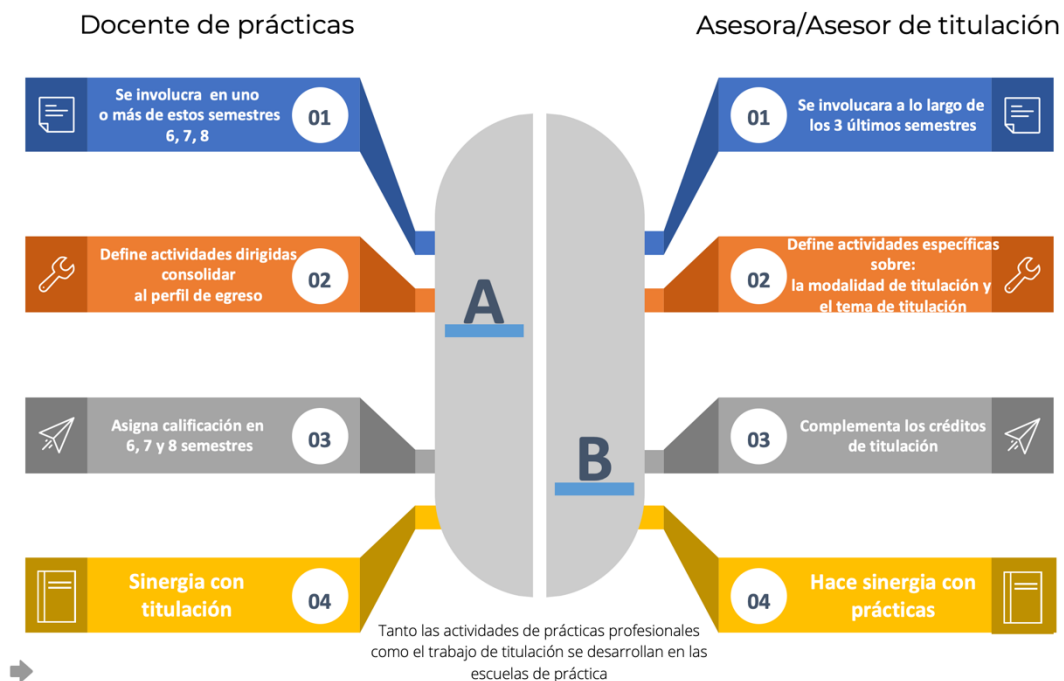 Docente de prácticas
Asesora/Asesor de titulación
Se involucra en uno
o más de estos semestres
6, 7, 8
01
Define actividades dirigidas
consolidar
al perfil de egreso
02
Asigna calificación en
6, 7 y 8 semestres
03
Sinergia con
titulación
04
A
B
01
Se involucara a lo largo de
los 3 últimos semestres
02
Define actividades específicas
sobre:
la modalidad de titulación y
el tema de titulación
03
Complementa los créditos
de titulación
04
Hace sinergia con
prácticas
Tanto las actividades de prácticas profesionales
como el trabajo de titulación se desarrollan en las
escuelas de práctica